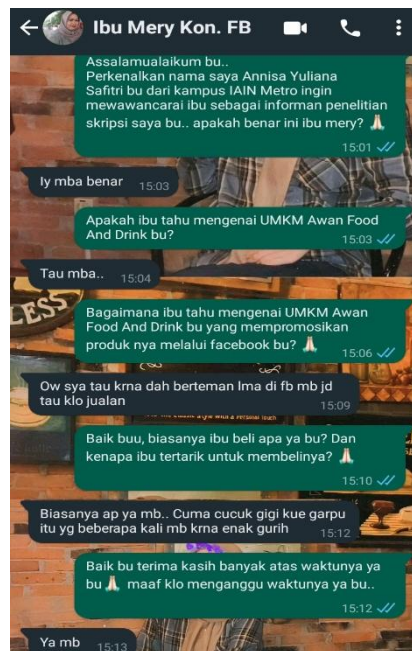 Ibu Mery Kon. FB
Assalamualaikum bu..
Perkenalkan nama saya Annisa Yuliana
Safitri bu dari kampus IAIN Metro ingin
mewawancarai ibu sebagai informan penelitian
skripsi saya bu.. apakah benar ini ibu mery? 🙏🏻
15:01
Iy mba benar 15:03
Apakah ibu tahu mengenai UMKM Awan Food
And Drink bu?
15:03
Tau mba.. 15:04
LESS
Bagaimana ibu tahu mengenai UMKM Awan
Food And Drink bu yang mempromosikan
produk nya melalui facebook bu? 🙏🏻
15:06
Ow sya tau krna dah berteman lma di fb mb jd
tau klo jualan
15:09
Baik buu, biasanya ibu beli apa ya bu? Dan
kenapa ibu tertarik untuk membelinya? 🙏🏻
15:10
Biasanya ap ya mb.. Cuma cucuk gigi kue garpu
itu yg beberapa kali mb krna enak gurih
15:12
Baik bu terima kasih banyak atas waktunya ya
bu 🙏🏻 maaf klo menganggu waktunya ya bu..
15:12
Ya mb 15:13